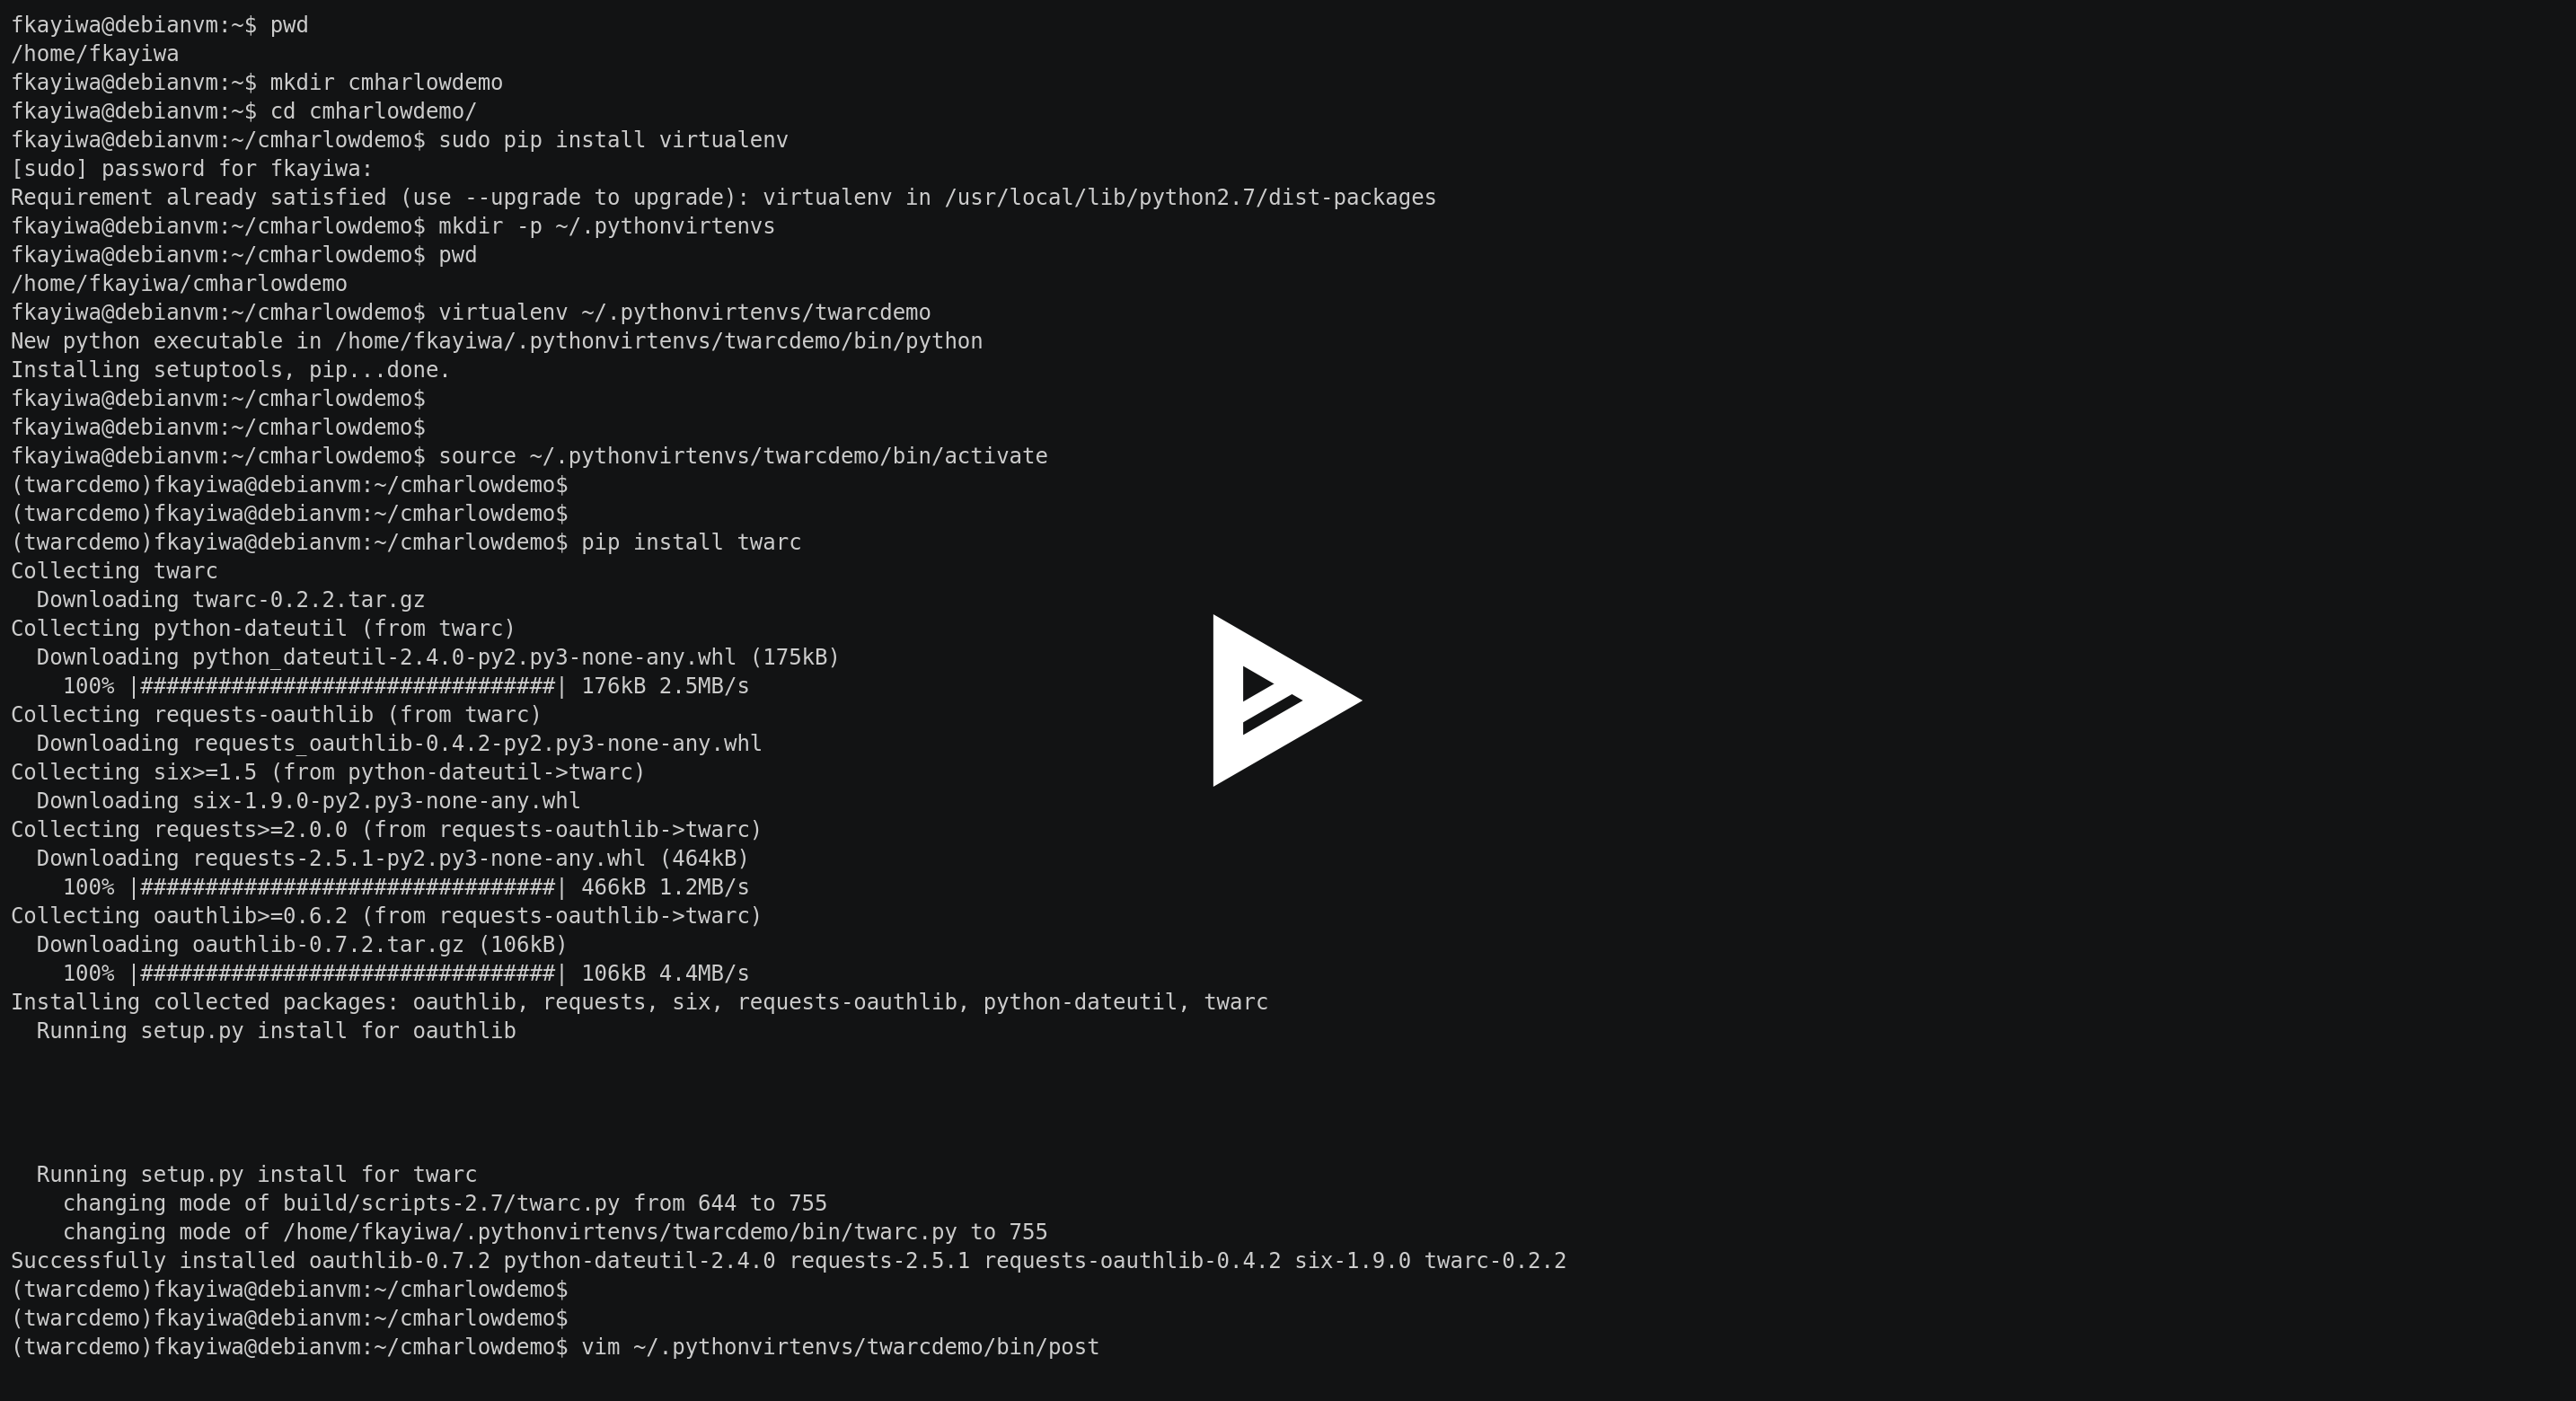 fkayiwa@debianvm:~$ pwd
/home/fkayiwa
fkayiwa@debianvm:~$ mkdir cmharlowdemo
fkayiwa@debianvm:~$ cd cmharlowdemo/
fkayiwa@debianvm:~/cmharlowdemo$ sudo pip install virtualenv
[sudo] password for fkayiwa:
Requirement already satisfied (use --upgrade to upgrade): virtualenv in /usr/local/lib/python2.7/dist-packages
fkayiwa@debianvm:~/cmharlowdemo$ mkdir -p ~/.pythonvirtenvs
fkayiwa@debianvm:~/cmharlowdemo$ pwd
/home/fkayiwa/cmharlowdemo
fkayiwa@debianvm:~/cmharlowdemo$ virtualenv ~/.pythonvirtenvs/twarcdemo
New python executable in /home/fkayiwa/.pythonvirtenvs/twarcdemo/bin/python
Installing setuptools, pip...done.
fkayiwa@debianvm:~/cmharlowdemo$
fkayiwa@debianvm:~/cmharlowdemo$
fkayiwa@debianvm:~/cmharlowdemo$ source ~/.pythonvirtenvs/twarcdemo/bin/activate
(twarcdemo)fkayiwa@debianvm:~/cmharlowdemo$
(twarcdemo)fkayiwa@debianvm:~/cmharlowdemo$
(twarcdemo)fkayiwa@debianvm:~/cmharlowdemo$ pip install twarc
Collecting twarc
  Downloading twarc-0.2.2.tar.gz
Collecting python-dateutil (from twarc)
  Downloading python_dateutil-2.4.0-py2.py3-none-any.whl (175kB)
    100% |################################| 176kB 2.5MB/s
Collecting requests-oauthlib (from twarc)
  Downloading requests_oauthlib-0.4.2-py2.py3-none-any.whl
Collecting six>=1.5 (from python-dateutil->twarc)
  Downloading six-1.9.0-py2.py3-none-any.whl
Collecting requests>=2.0.0 (from requests-oauthlib->twarc)
  Downloading requests-2.5.1-py2.py3-none-any.whl (464kB)
    100% |################################| 466kB 1.2MB/s
Collecting oauthlib>=0.6.2 (from requests-oauthlib->twarc)
  Downloading oauthlib-0.7.2.tar.gz (106kB)
    100% |################################| 106kB 4.4MB/s
Installing collected packages: oauthlib, requests, six, requests-oauthlib, python-dateutil, twarc
  Running setup.py install for oauthlib
  Running setup.py install for twarc
    changing mode of build/scripts-2.7/twarc.py from 644 to 755
    changing mode of /home/fkayiwa/.pythonvirtenvs/twarcdemo/bin/twarc.py to 755
Successfully installed oauthlib-0.7.2 python-dateutil-2.4.0 requests-2.5.1 requests-oauthlib-0.4.2 six-1.9.0 twarc-0.2.2
(twarcdemo)fkayiwa@debianvm:~/cmharlowdemo$
(twarcdemo)fkayiwa@debianvm:~/cmharlowdemo$
(twarcdemo)fkayiwa@debianvm:~/cmharlowdemo$ vim ~/.pythonvirtenvs/twarcdemo/bin/post